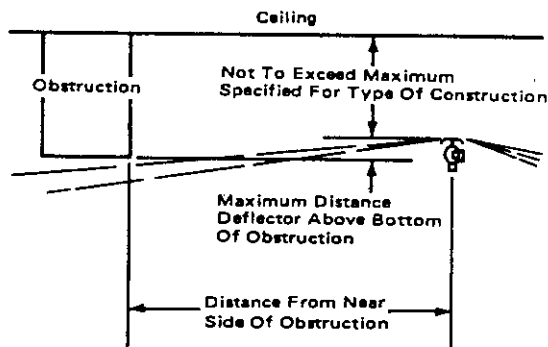 Ceiling
Obstruction
Not To Exceed Maximum
Specified For Type Of Construction
Maximum Distance
Deflector Above Bottom
Of Obstruction
Distance From Near
Side Of Obstruction